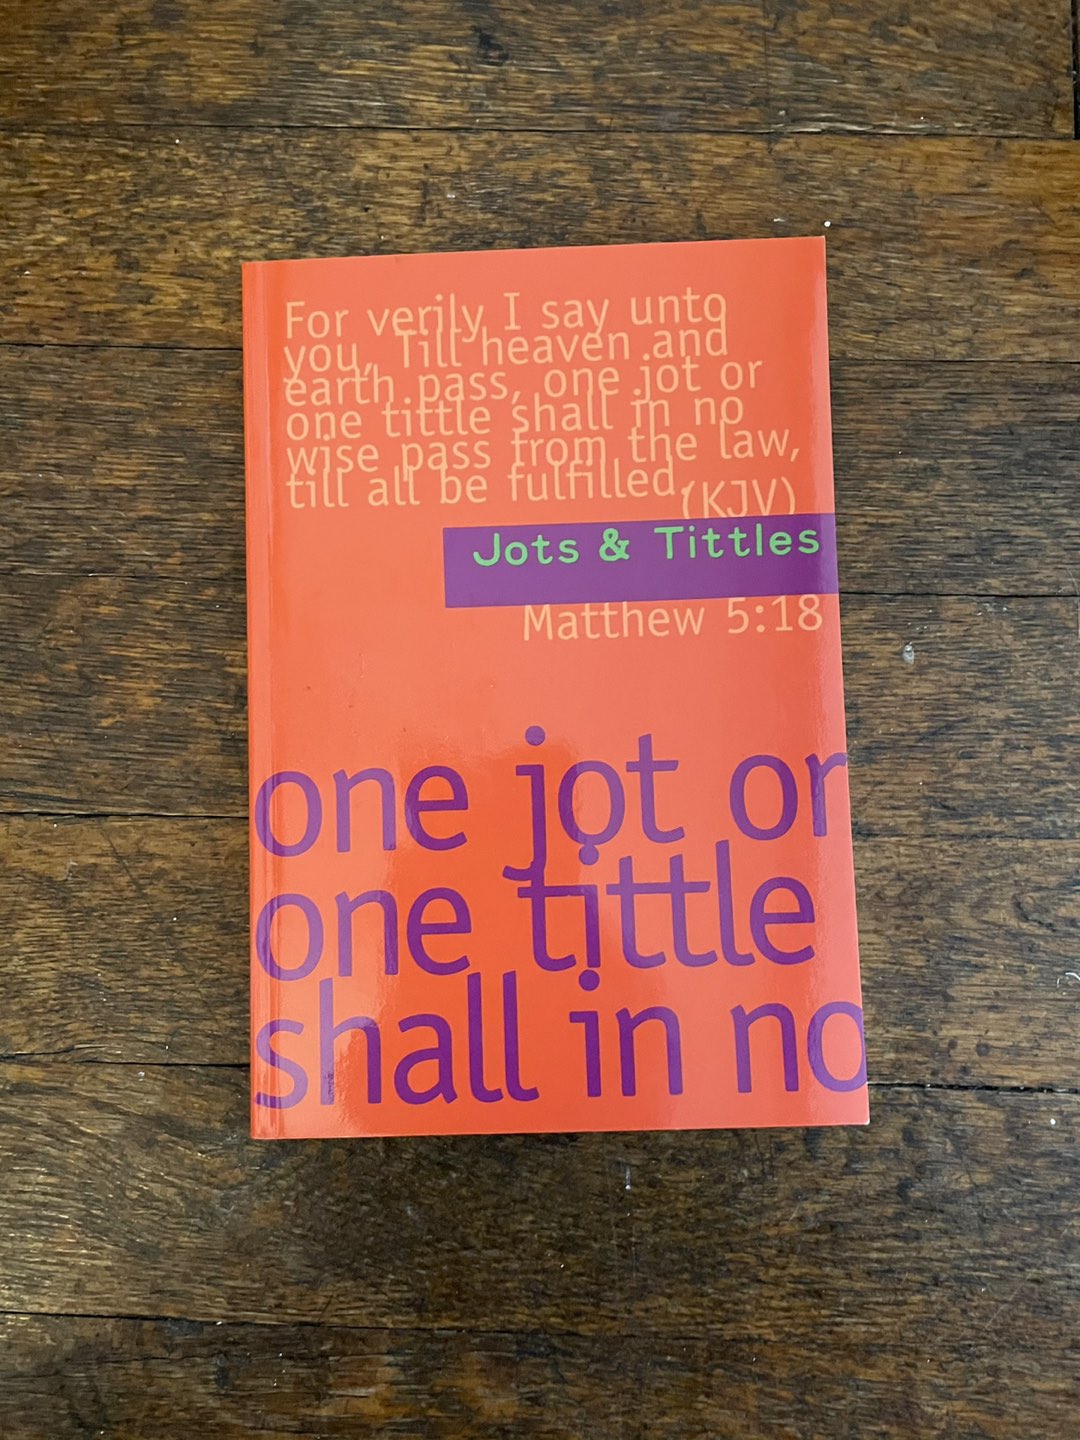 For verily I say unto
you, Till heaven and
earth pass, one jot or
one tittle shall in no
wise pass from the law,
till all be fulfilled.
(KJV)
Jots & Tittles
Matthew 5:18
one jot or
one tittle
shall in no